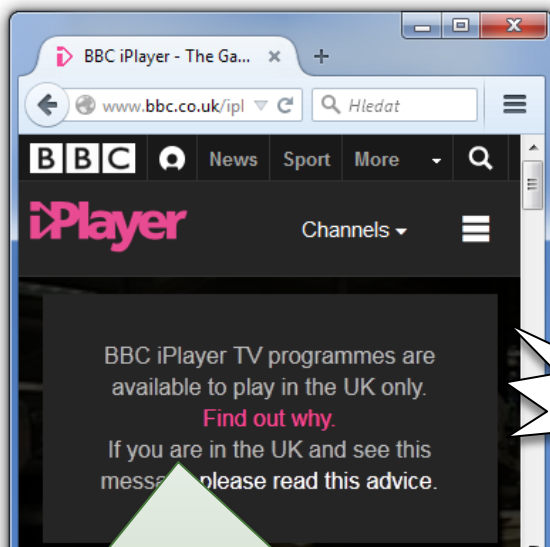 BBC iPlayer - The Ga...
www.bbc.co.uk/ipl
Hledat
BBC News Sport More
iPlayer Channels
BBC iPlayer TV programmes are
available to play in the UK only.
Find out why.
If you are in the UK and see this
please read this advice.